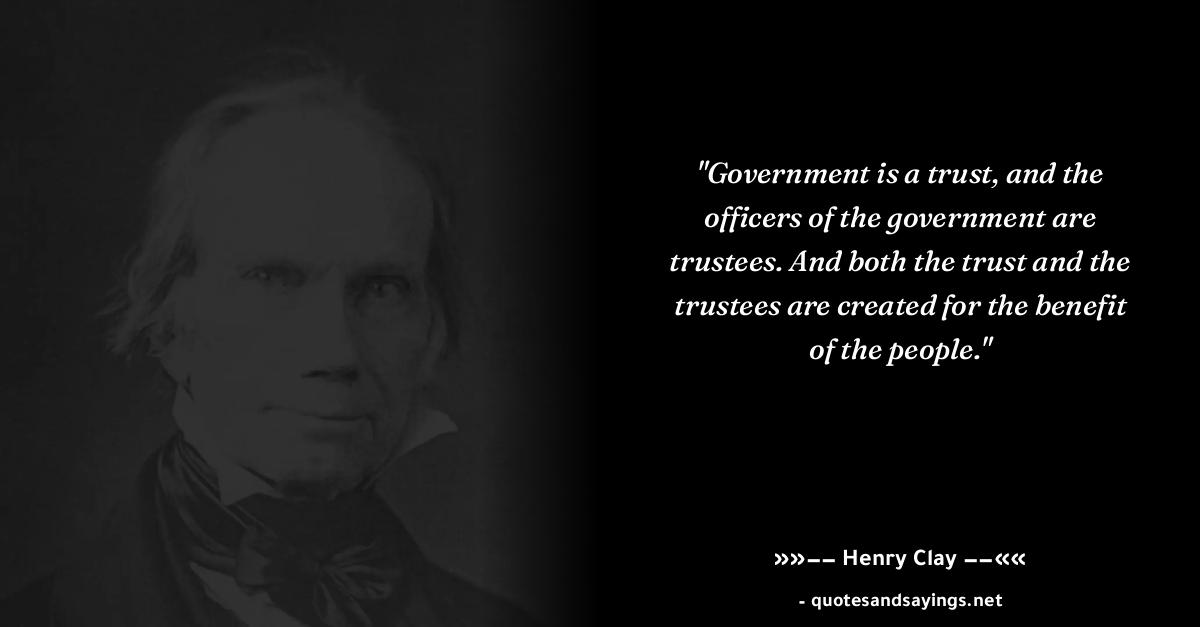 "Government is a trust, and the
officers of the government are
trustees. And both the trust and the
trustees are created for the benefit
of the people."
»»−− Henry Clay −−««
- quotesandsayings.net